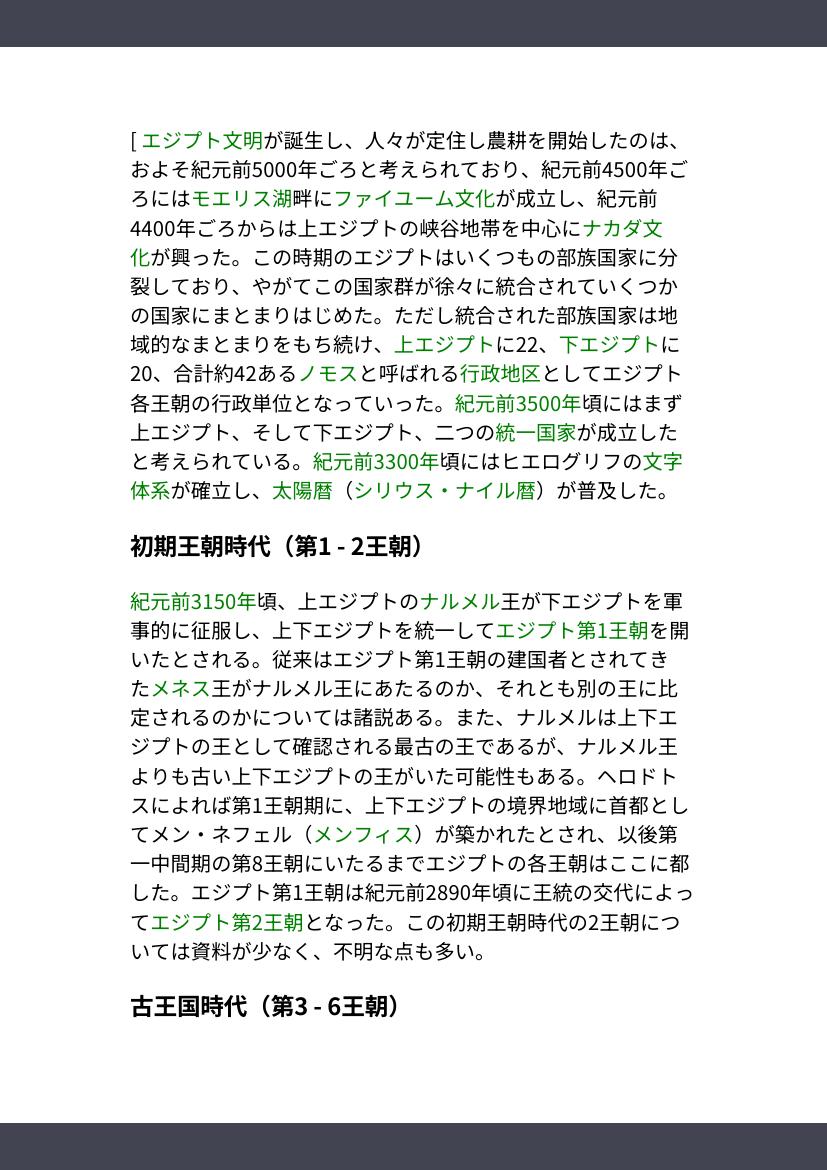 [ エジプト文明が誕生し、人々が定住し農耕を開始したのは、
およそ紀元前5000年ごろと考えられており、紀元前4500年ご
ろにはモエリス湖畔にファイユーム文化が成立し、紀元前
4400年ごろからは上エジプトの峡谷地帯を中心にナカダ文
化が興った。この時期のエジプトはいくつもの部族国家に分
裂しており、やがてこの国家群が徐々に統合されていくつか
の国家にまとまりはじめた。ただし統合された部族国家は地
域的なまとまりをもち続け、上エジプトに22、下エジプトに
20、合計約42あるノモスと呼ばれる行政地区としてエジプト
各王朝の行政単位となっていった。紀元前3500年頃にはまず
上エジプト、そして下エジプト、二つの統一国家が成立した
と考えられている。紀元前3300年頃にはヒエログリフの文字
体系が確立し、太陽暦（シリウス・ナイル暦）が普及した。
初期王朝時代（第1 - 2王朝）
紀元前3150年頃、上エジプトのナルメル王が下エジプトを軍
事的に征服し、上下エジプトを統一してエジプト第1王朝を開
いたとされる。従来はエジプト第1王朝の建国者とされてき
たメネス王がナルメル王にあたるのか、それとも別の王に比
定されるのかについては諸説ある。また、ナルメルは上下エ
ジプトの王として確認される最古の王であるが、ナルメル王
よりも古い上下エジプトの王がいた可能性もある。ヘロドト
スによれば第1王朝期に、上下エジプトの境界地域に首都とし
てメン・ネフェル（メンフィス）が築かれたとされ、以後第
一中間期の第8王朝にいたるまでエジプトの各王朝はここに都
した。エジプト第1王朝は紀元前2890年頃に王統の交代によっ
てエジプト第2王朝となった。この初期王朝時代の2王朝につ
いては資料が少なく、不明な点も多い。
古王国時代（第3 - 6王朝）